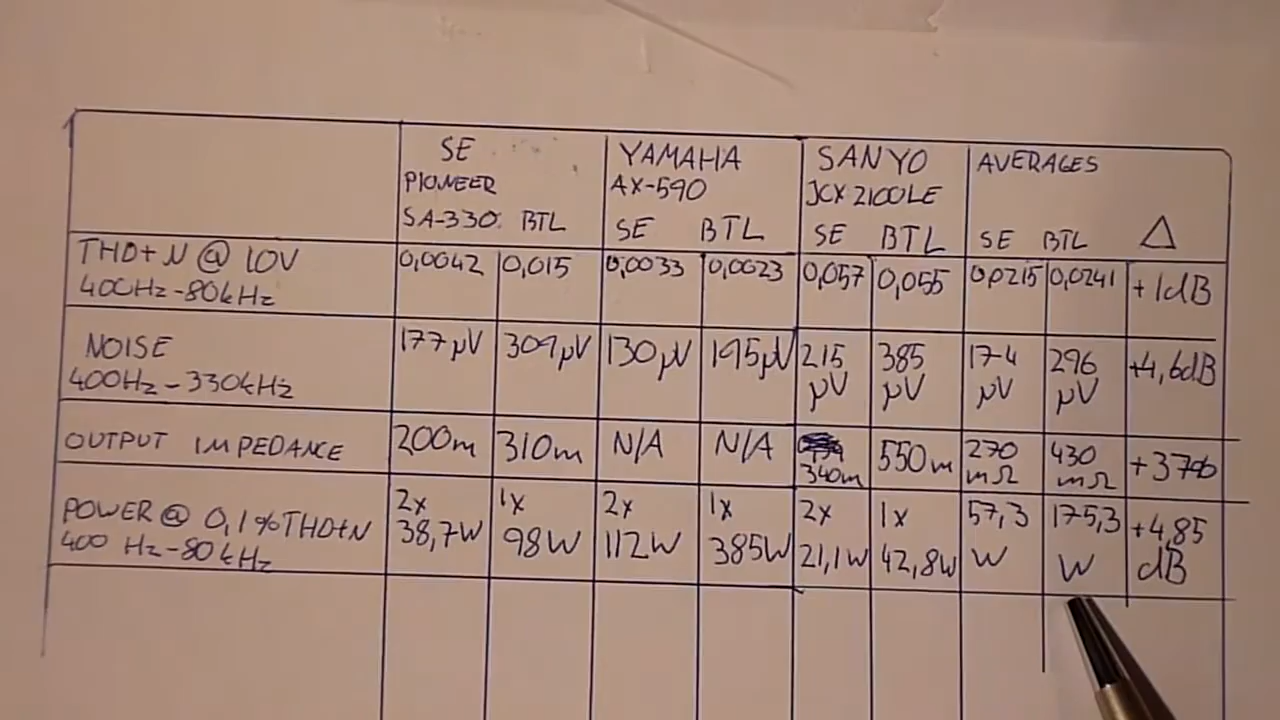 SE
PIONEER
SA-330. BTL
YAMAHA
AX-590
SE BTL
SANYO
JCX 2100LE
SE BTL
AVERAGES
SE BTL Δ
THD+N @ 10V
400Hz-80kHz
0,0042 0,015 0,0033 0,0023 0,057 0,055 0,0215 0,0241 +1dB
NOISE
400Hz-330kHz
177µV 309µV 130µV 195µV 215 µV 385 µV 174 µV 296 µV +4,6dB
OUTPUT IMPEDANCE
200m 310m N/A N/A 340m 550m 270 mΩ 430 mΩ +37%
POWER @ 0,1%THD+N
400 Hz-80kHz
2x 38,7W 1x 98W 2x 112W 1x 385W 2x 21,1W 1x 42,8W 57,3 W 175,3 W +4,85 dB